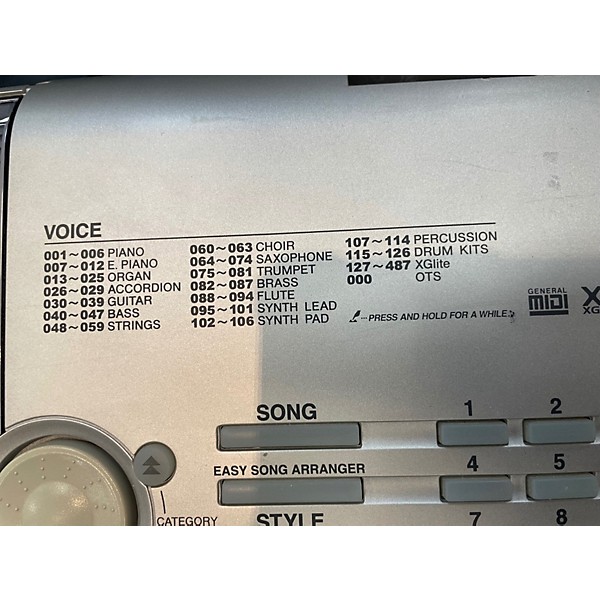 VOICE
001~006 PIANO
007~012 E. PIANO
013~025 ORGAN
026~029 ACCORDION
030~039 GUITAR
040~047 BASS
048~059 STRINGS
060~063 CHOIR
064~074 SAXOPHONE
075~081 TRUMPET
082~087 BRASS
088~094 FLUTE
095~101 SYNTH LEAD
102~106 SYNTH PAD
107~114 PERCUSSION
115~126 DRUM KITS
127~487 XGlite
000 OTS
...PRESS AND HOLD FOR A WHILE.
GENERAL
MIDI
X
XG
SONG
1
2
EASY SONG ARRANGER
4
5
CATEGORY
STYLE
7
8